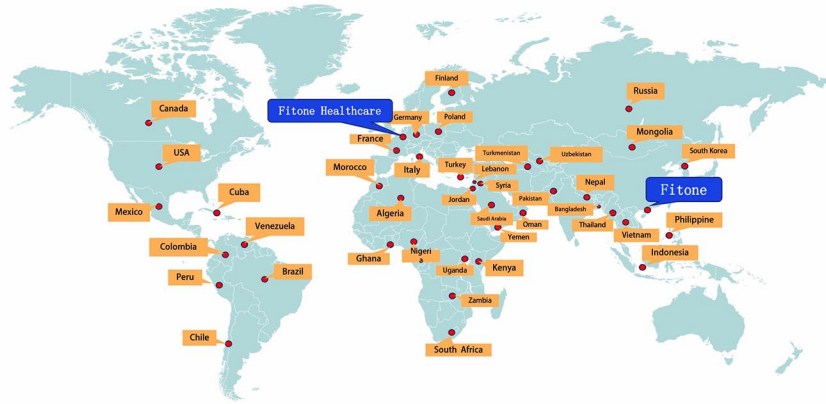 Finland
Russia
Canada
Fitone Healthcare
Germany
Poland
France
Mongolia
USA
Italy
Turkmenistan
Uzbekistan
South Korea
Morocco
Turkey
Lebanon
Syria
Nepal
Fitone
Cuba
Jordan
Pakistan
Mexico
Algeria
Saudi Arabia
Oman
Bangladesh
Thailand
Philippine
Venezuela
Yemen
Vietnam
Colombia
Ghana
Nigeri
a
Indonesia
Peru
Brazil
Uganda
Kenya
Zambia
Chile
South Africa